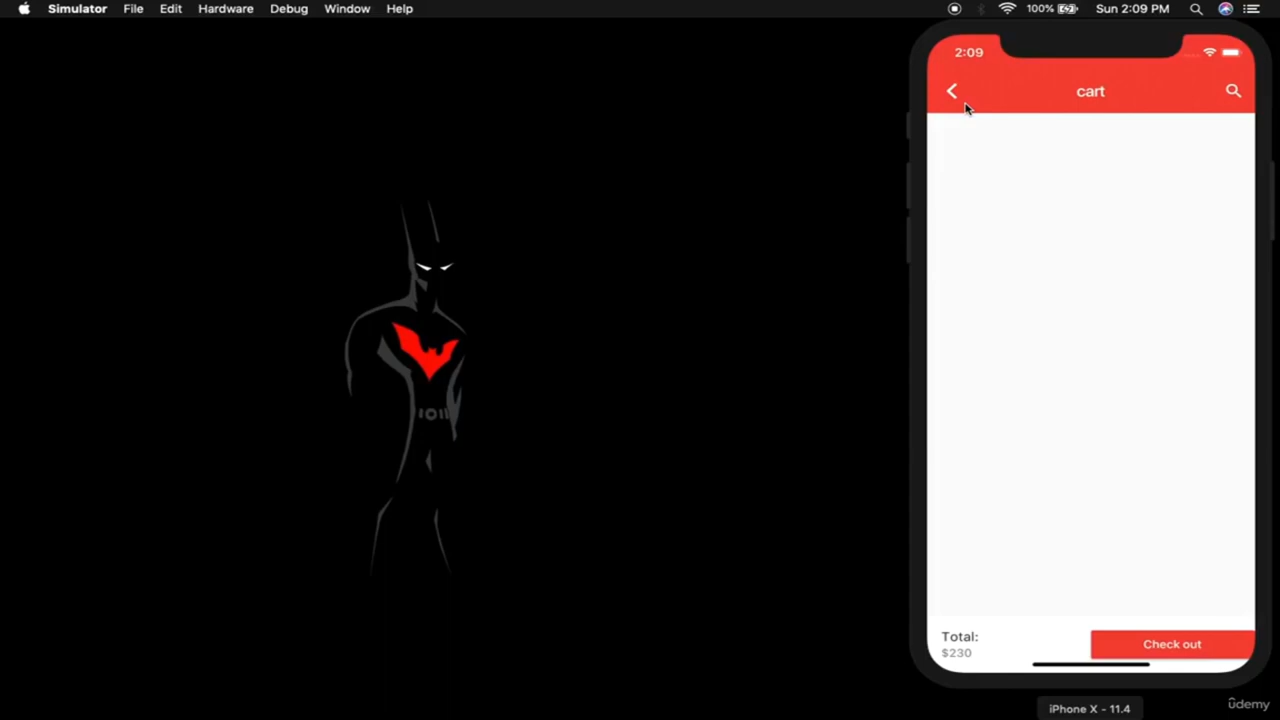 Simulator File Edit Hardware Debug Window Help 100% Sun 2:09 PM
2:09
cart
Total:
$230
Check out
iPhone X - 11.4
ûdemy